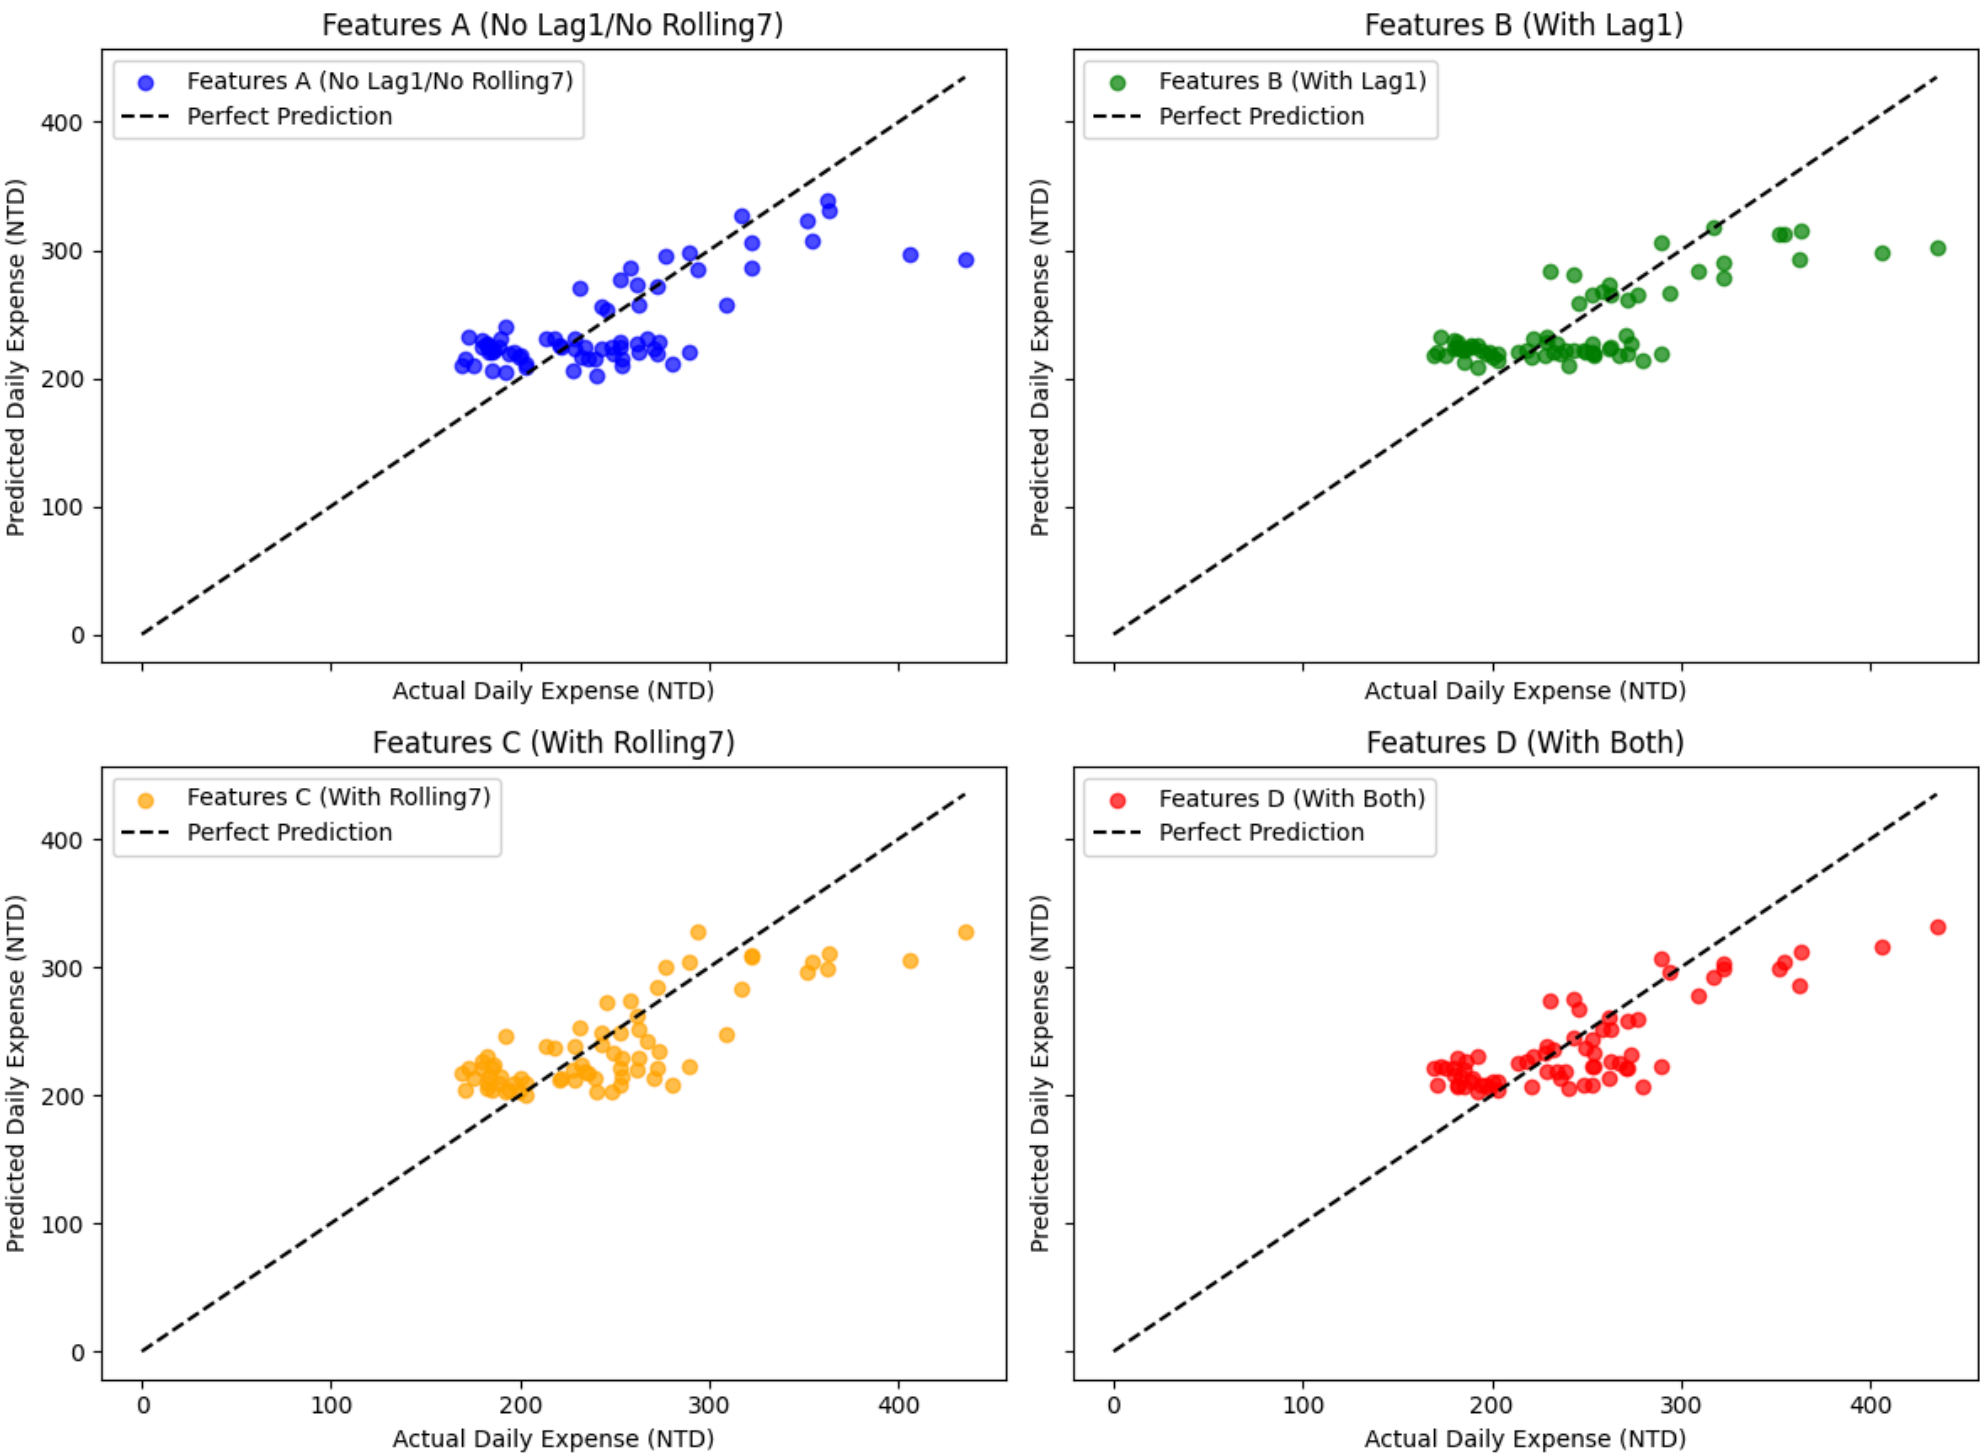 Features A (No Lag1/No Rolling7)
Features A (No Lag1/No Rolling7)
Perfect Prediction
Predicted Daily Expense (NTD)
400
300
200
100
0
Actual Daily Expense (NTD)
Features B (With Lag1)
Features B (With Lag1)
Perfect Prediction
Predicted Daily Expense (NTD)
Actual Daily Expense (NTD)
Features C (With Rolling7)
Features C (With Rolling7)
Perfect Prediction
Predicted Daily Expense (NTD)
400
300
200
100
0
0 100 200 300 400
Actual Daily Expense (NTD)
Features D (With Both)
Features D (With Both)
Perfect Prediction
Predicted Daily Expense (NTD)
0 100 200 300 400
Actual Daily Expense (NTD)